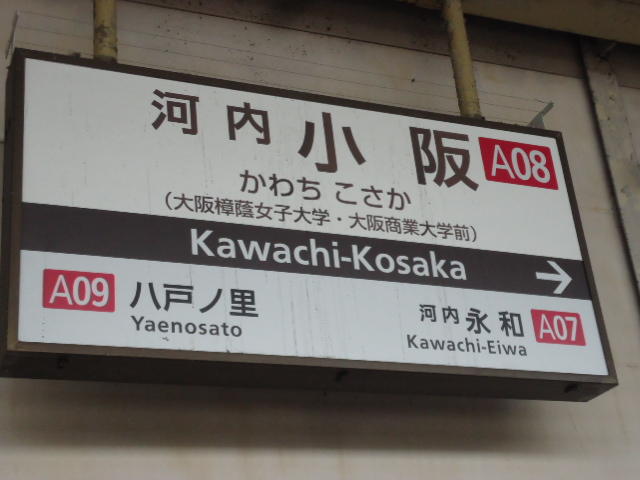 河内小阪 A08
かわち こさか
(大阪樟蔭女子大学・大阪商業大学前)
Kawachi-Kosaka →
A09 八戸ノ里
Yaenosato
河内永和 A07
Kawachi-Eiwa